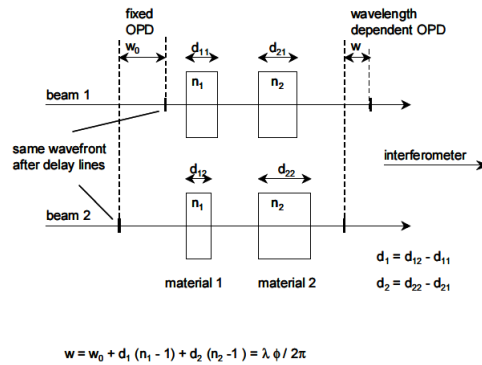 fixed
OPD
w₀
d₁₁
d₂₁
wavelength
dependent OPD
w
n₁
n₂
beam 1
same wavefront
after delay lines
interferometer
d₁₂
d₂₂
n₁
n₂
beam 2
d₁ = d₁₂ - d₁₁
material 1
material 2
d₂ = d₂₂ - d₂₁
w = w₀ + d₁ (n₁ - 1) + d₂ (n₂ -1 ) = λ ϕ / 2π